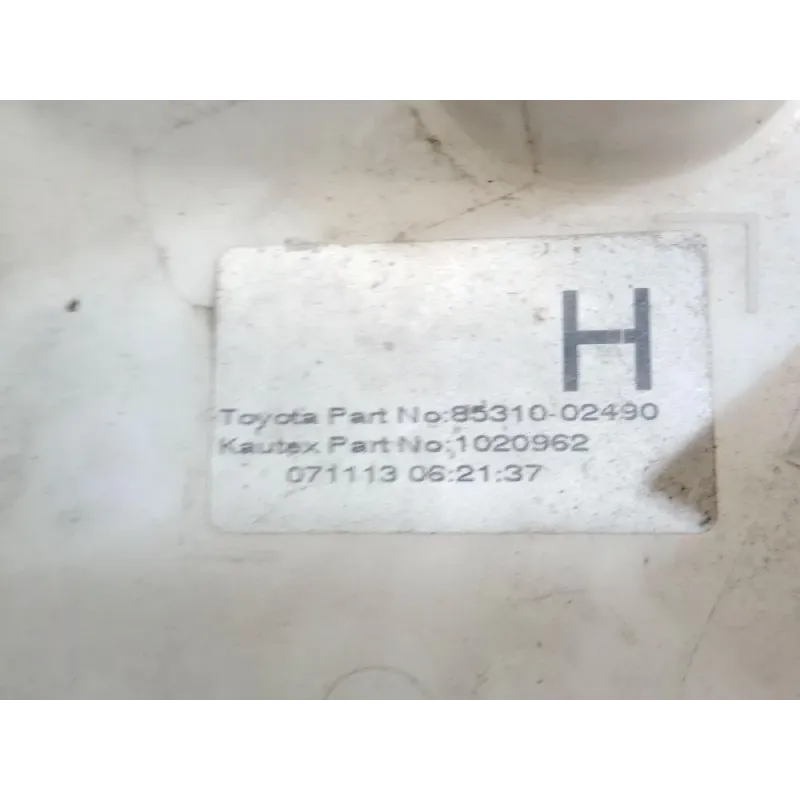 H
Toyota Part No:85310-02490
Kautex Part No:1020962
071113 06:21:37